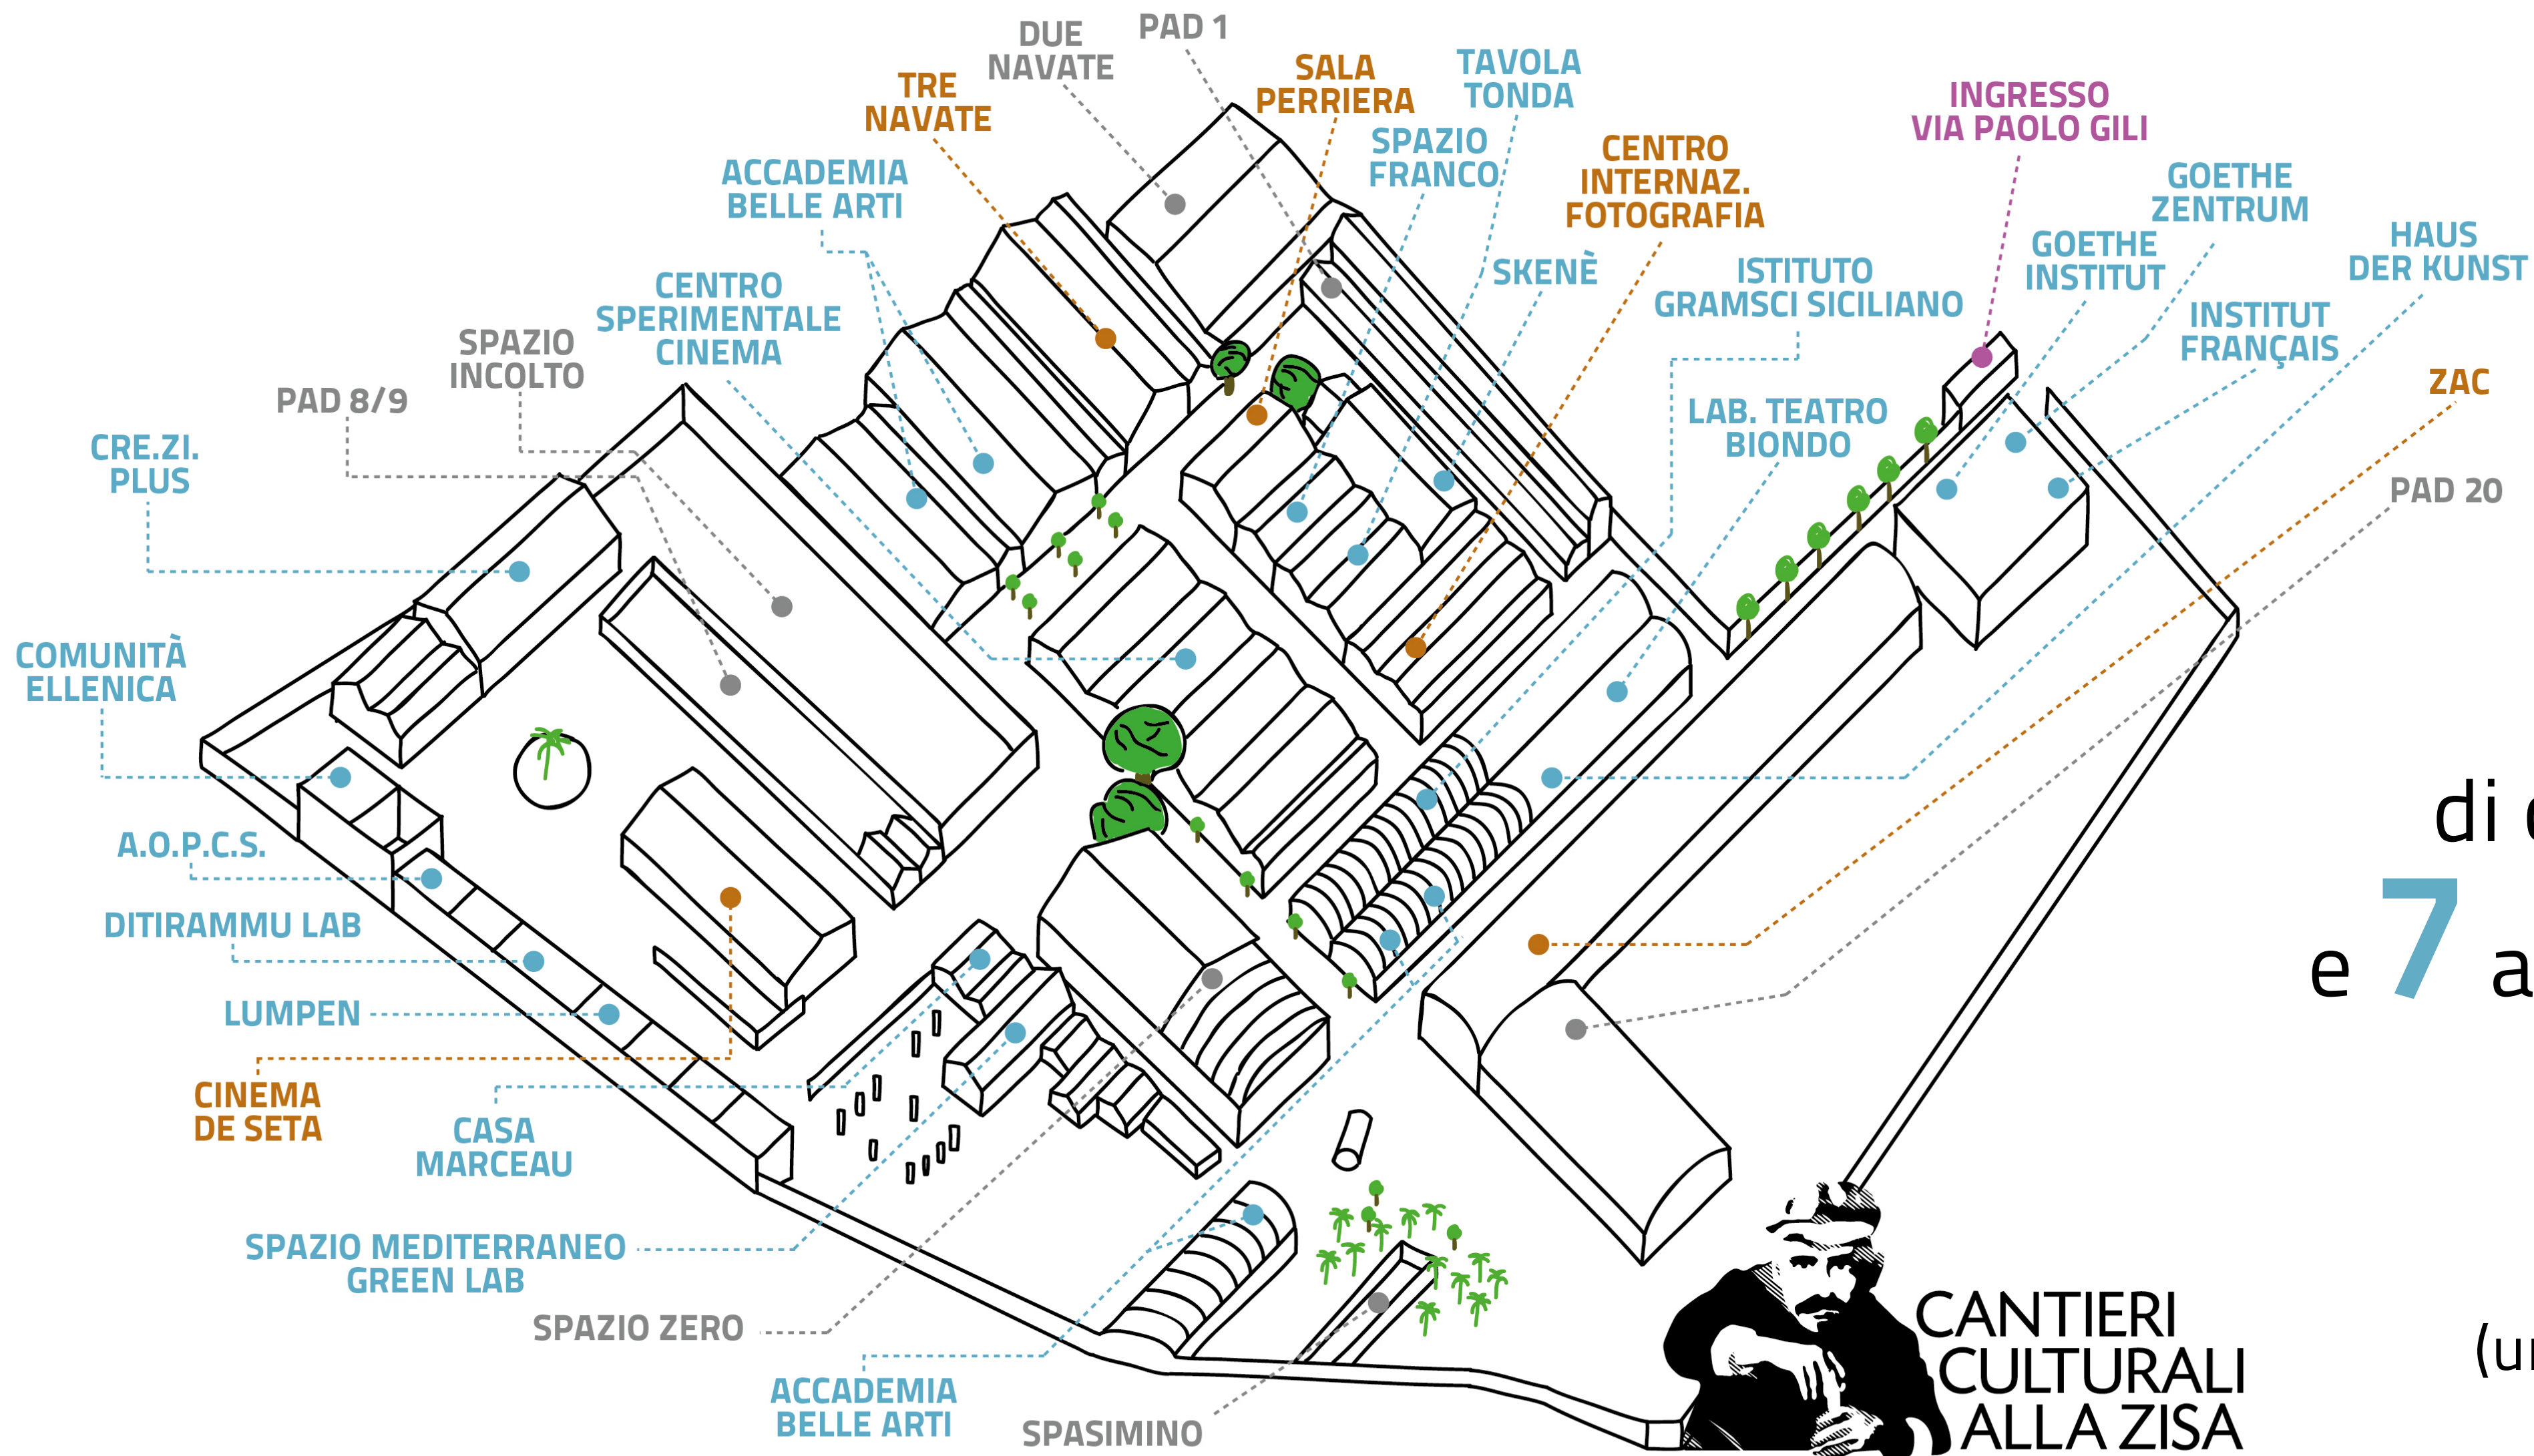 DUE
NAVATE
PAD 1
TRE
NAVATE
SALA
PERRIERA
TAVOLA
TONDA
SPAZIO
FRANCO
INGRESSO
VIA PAOLO GILI
CENTRO
INTERNAZ.
FOTOGRAFIA
ACCADEMIA
BELLE ARTI
GOETHE
ZENTRUM
HAUS
DER KUNST
GOETHE
INSTITUT
SKENÈ
ISTITUTO
GRAMSCI SICILIANO
CENTRO
SPERIMENTALE
CINEMA
INSTITUT
FRANÇAIS
SPAZIO
INCOLTO
ZAC
PAD 8/9
LAB. TEATRO
BIONDO
CRE.ZI.
PLUS
PAD 20
COMUNITÀ
ELLENICA
A.O.P.C.S.
DITIRAMMU LAB
LUMPEN
CINEMA
DE SETA
CASA
MARCEAU
SPAZIO MEDITERRANEO
GREEN LAB
SPAZIO ZERO
ACCADEMIA
BELLE ARTI
SPASIMINO
di
e 7 a
CANTIERI
CULTURALI
ALLA ZISA